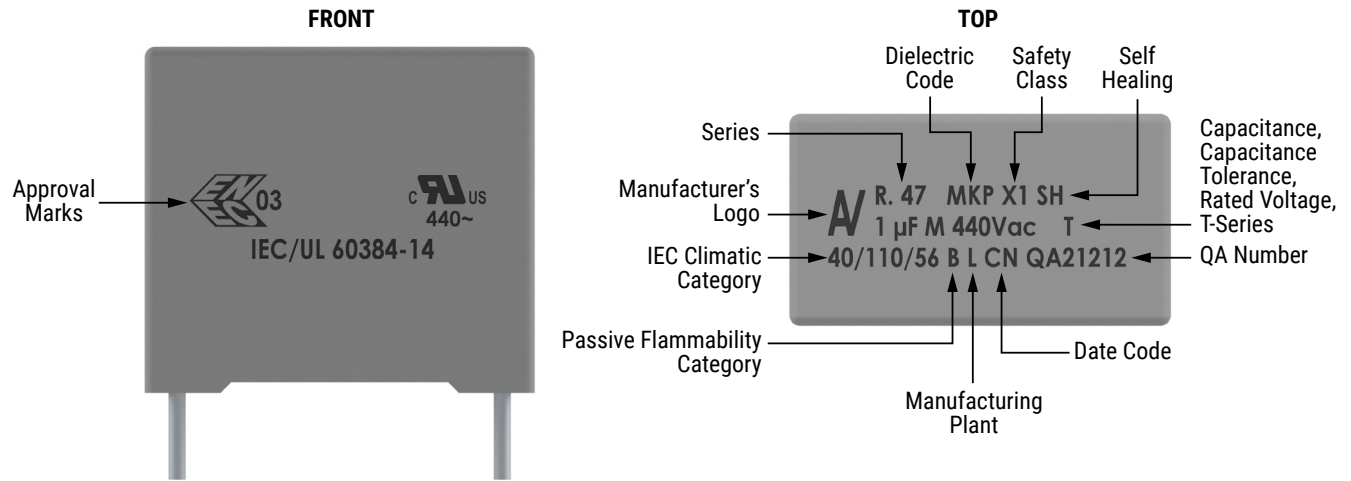 FRONT
Approval
Marks
ENEC 03
c RU US
440~
IEC/UL 60384-14
TOP
Dielectric
Code
Safety
Class
Self
Healing
Series
Manufacturer's
Logo
IEC Climatic
Category
Passive Flammability
Category
R. 47 MKP X1 SH
1 µF M 440Vac T
40/110/56 B L CN QA21212
Capacitance,
Capacitance
Tolerance,
Rated Voltage,
T-Series
QA Number
Date Code
Manufacturing
Plant